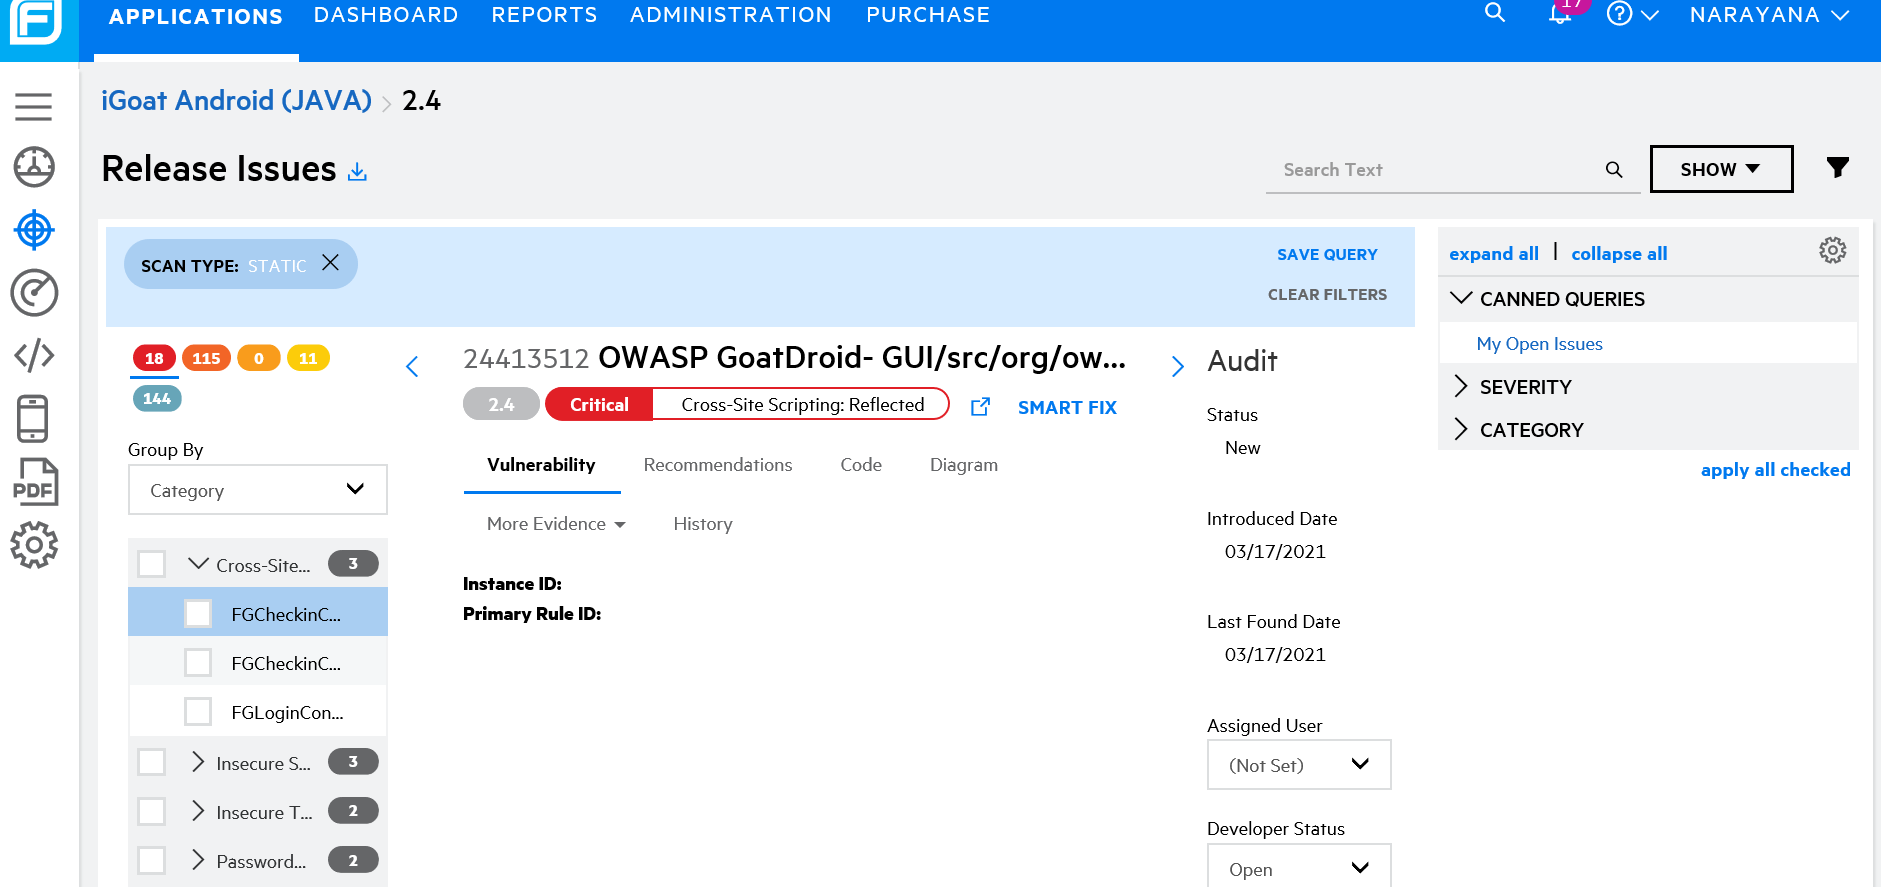 APPLICATIONS DASHBOARD REPORTS ADMINISTRATION PURCHASE 17 NARAYANA
iGoat Android (JAVA) 2.4
Release Issues
Search Text
SHOW
SCAN TYPE: STATIC
SAVE QUERY
CLEAR FILTERS
18 115 0 11
144
Group By
Category
Cross-Site... 3
FGCheckinC...
FGCheckinC...
FGLoginCon...
Insecure S... 3
Insecure T... 2
Password... 2
24413512 OWASP GoatDroid- GUI/src/org/ow...
2.4 Critical Cross-Site Scripting: Reflected SMART FIX
Vulnerability Recommendations Code Diagram
More Evidence History
Instance ID:
Primary Rule ID:
Audit
Status
New
Introduced Date
03/17/2021
Last Found Date
03/17/2021
Assigned User
(Not Set)
Developer Status
Open
expand all | collapse all
CANNED QUERIES
My Open Issues
SEVERITY
CATEGORY
apply all checked
PDF